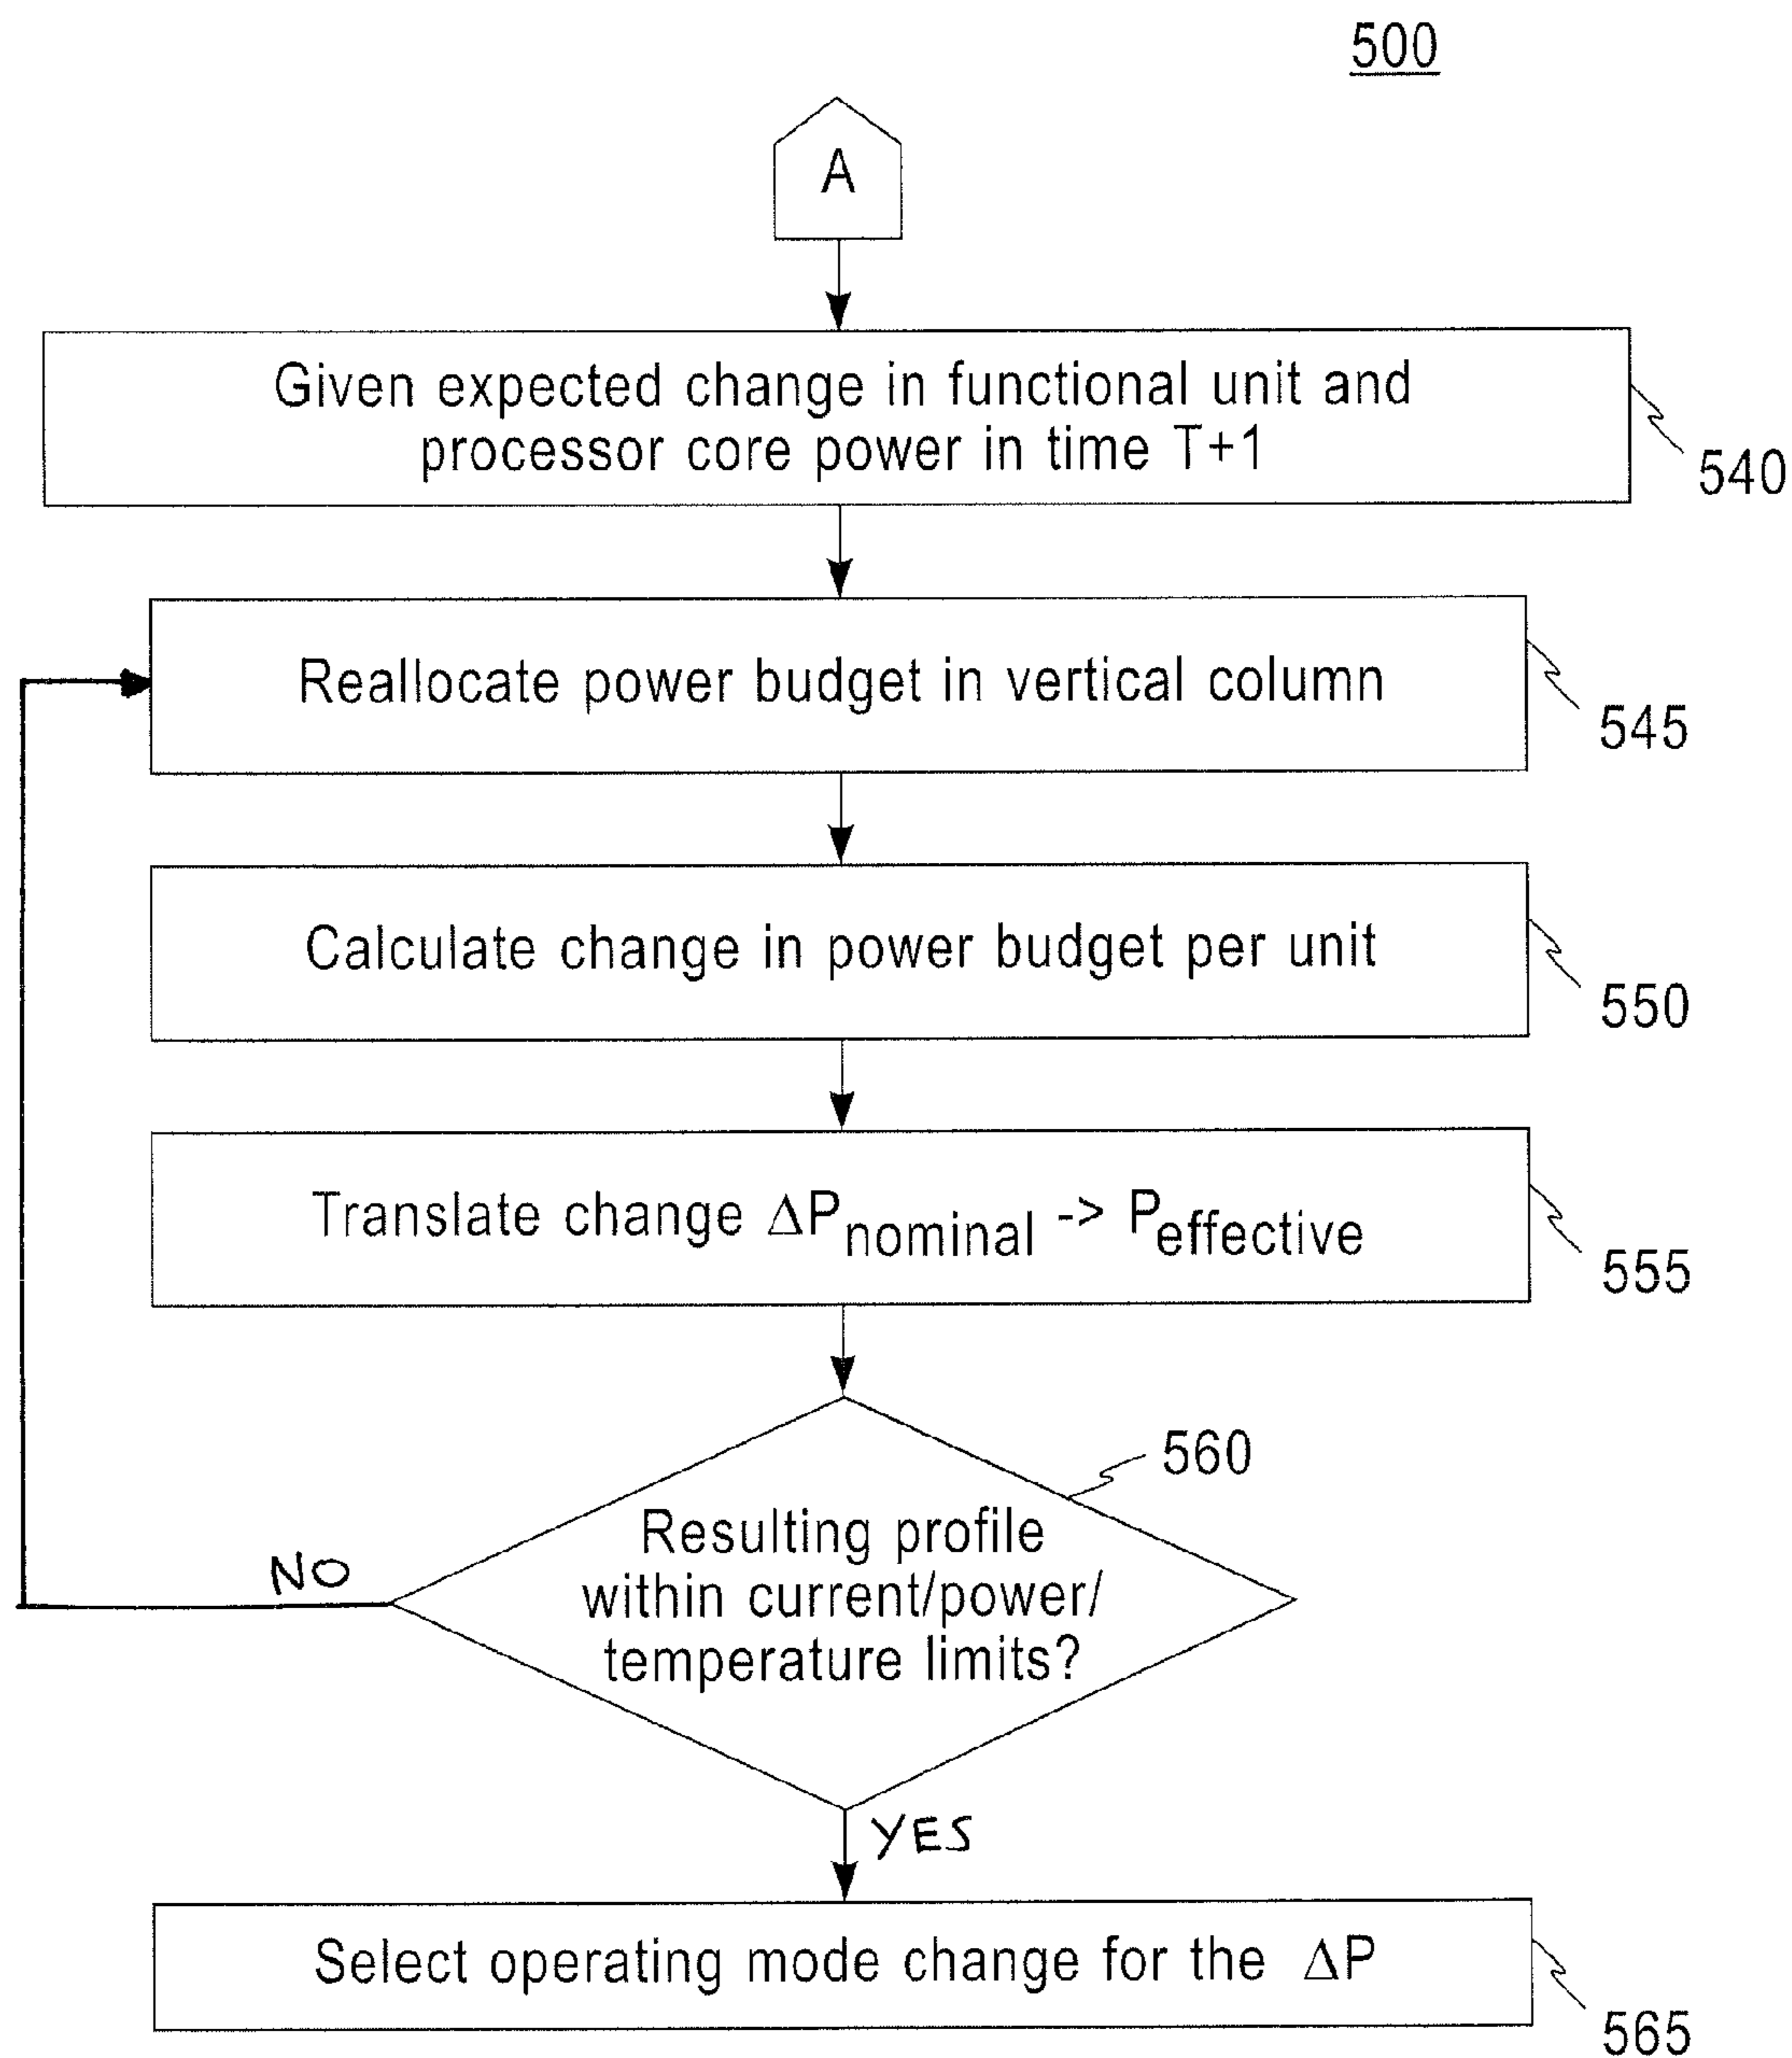 500
A
Given expected change in functional unit and
processor core power in time T+1
540
Reallocate power budget in vertical column
545
Calculate change in power budget per unit
550
Translate change ΔPnominal -> Peffective
555
560
Resulting profile
within current/power/
temperature limits?
NO
YES
Select operating mode change for the ΔP
565